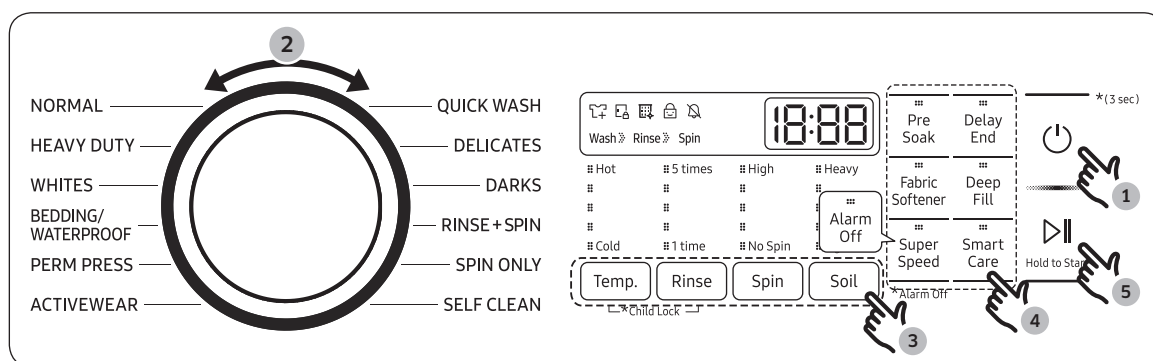 2
NORMAL
HEAVY DUTY
WHITES
BEDDING/
WATERPROOF
PERM PRESS
ACTIVEWEAR
QUICK WASH
DELICATES
DARKS
RINSE+SPIN
SPIN ONLY
SELF CLEAN
Wash Rinse Spin
18:88
Hot 5 times High Heavy
Cold 1 time No Spin
Temp. Rinse Spin Soil
*Child Lock
3
Alarm
Off
Pre
Soak
Delay
End
Fabric
Softener
Deep
Fill
Super
Speed
Smart
Care
*Alarm Off
4
*(3 sec)
1
Hold to Start
5